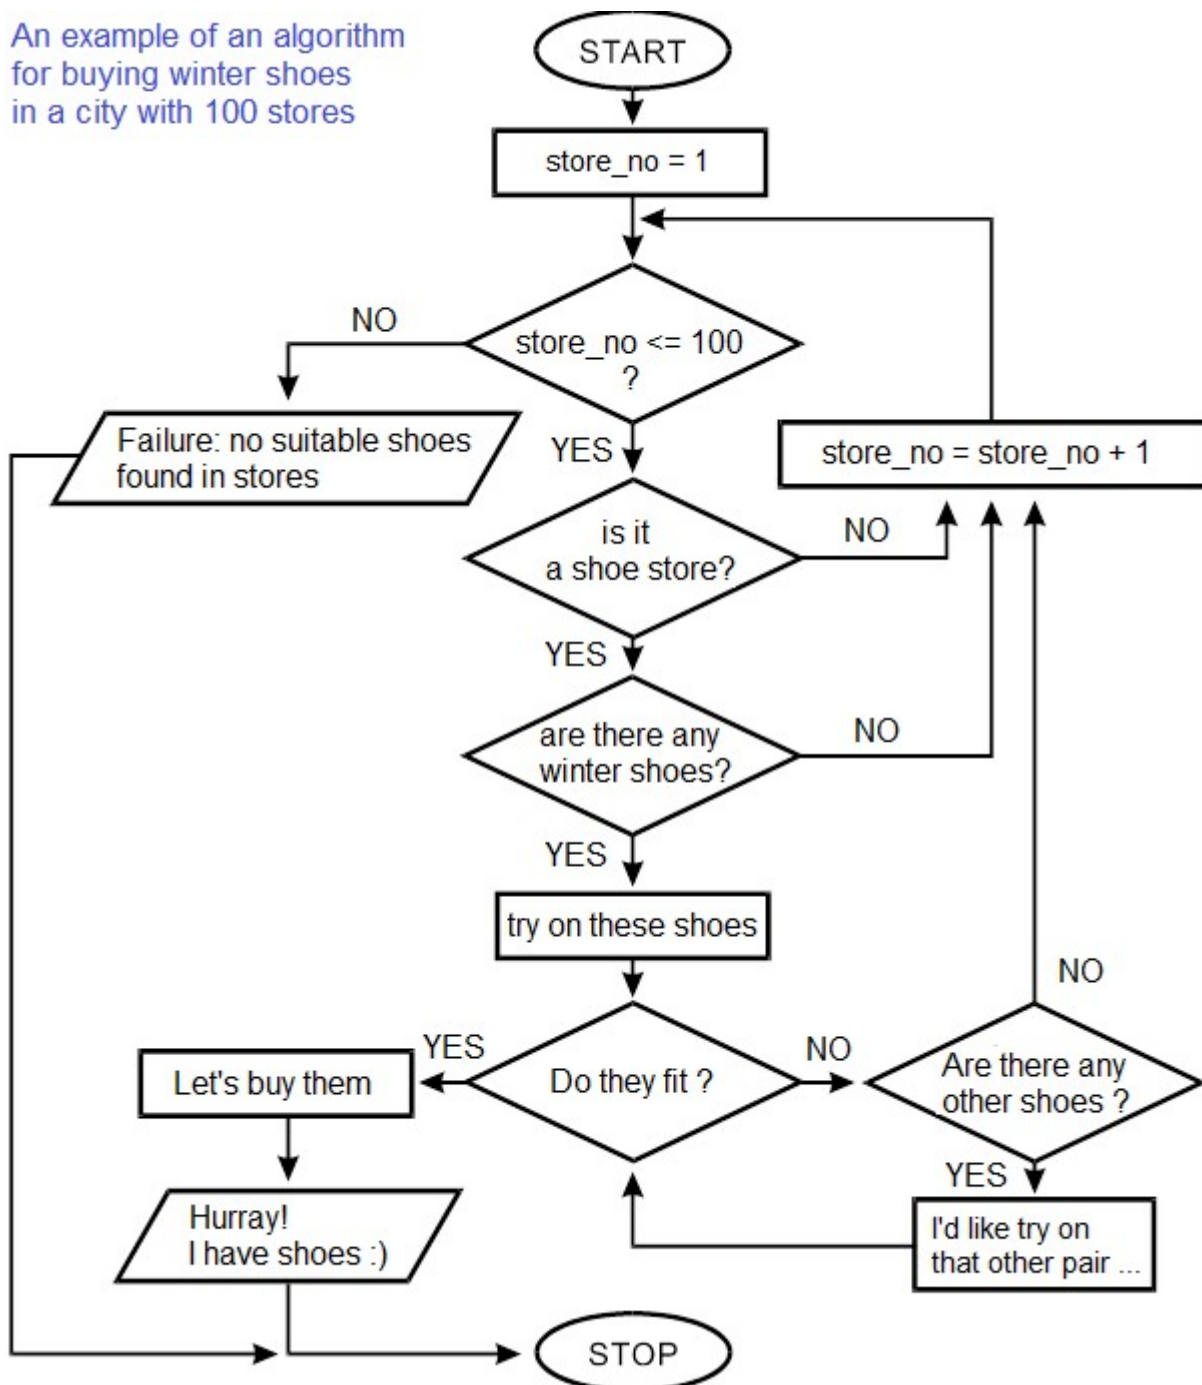 An example of an algorithm
for buying winter shoes
in a city with 100 stores
START
store_no = 1
NO
store_no <= 100
?
Failure: no suitable shoes
found in stores
YES
store_no = store_no + 1
is it
a shoe store?
NO
YES
are there any
winter shoes?
NO
YES
try on these shoes
NO
YES
Let's buy them
Do they fit ?
NO
Are there any
other shoes ?
YES
Hurray!
I have shoes :)
I'd like try on
that other pair ...
STOP